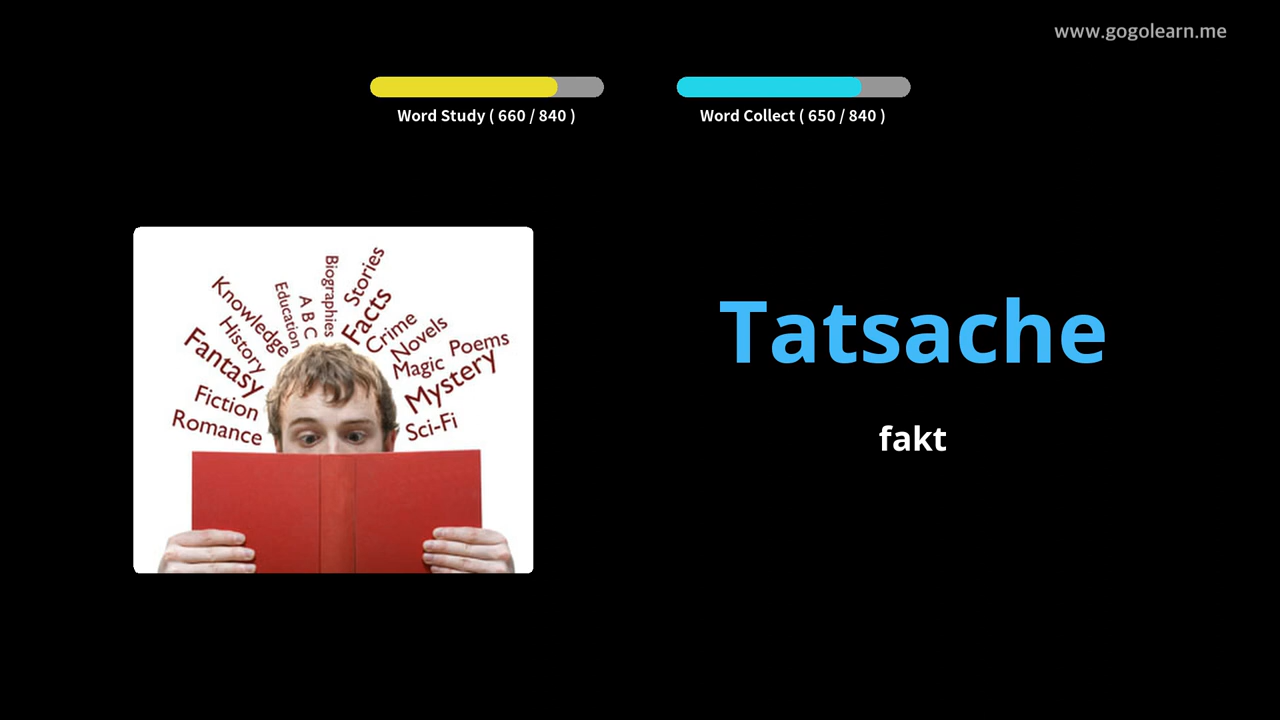 www.gogolearn.me
Word Study ( 660 / 840 )
Word Collect ( 650 / 840 )
Tatsache
fakt
Romance
Fiction
Fantasy
History
Knowledge
Education
A B C
Biographies
Stories
Facts
Crime
Novels
Magic
Poems
Mystery
Sci-Fi